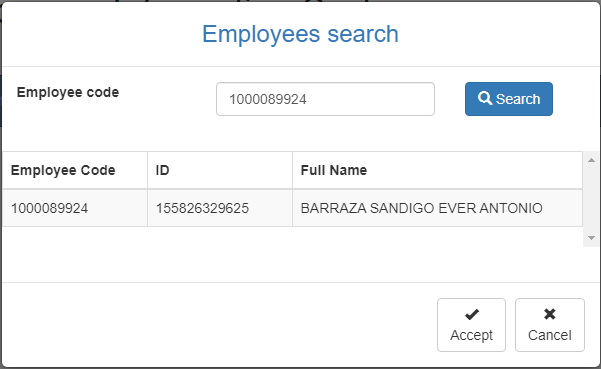 Employees search
Employee code 1000089924 Search
Employee Code ID Full Name
1000089924 155826329625 BARRAZA SANDIGO EVER ANTONIO
Accept Cancel